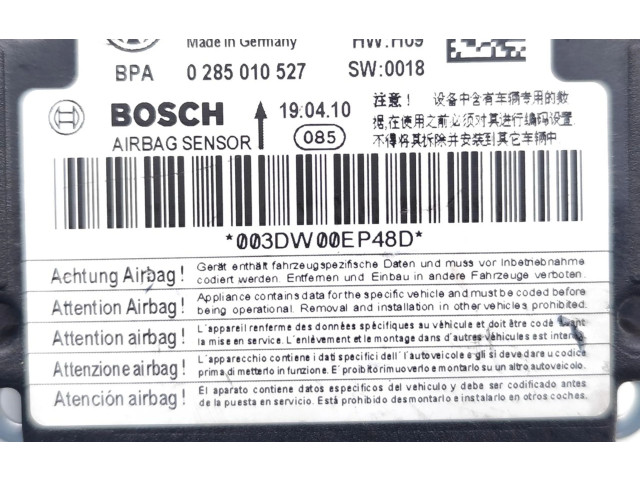 Made in Germany
HW:H09
BPA 0 285 010 527 SW:0018
BOSCH
AIRBAG SENSOR
19.04.10
085
注意! 设备中含有车辆专用的数
据,在使用之前必须对其进行编码设置.
不得将其拆除并安装到其它车辆中
*003DW00EP48D*
Achtung Airbag! Gerät enthält fahrzeugspezifische Daten und muss vor Inbetriebnahme
codiert werden. Entfernen und Einbau in andere Fahrzeuge verboten.
Attention Airbag! Appliance contains data for the specific vehicle and must be coded before
being operational. Removal and installation in other vehicles prohibited.
Attention airbag! L'appareil renferme des données spécifiques au véhicule et doit être codé avant
la mise en service. L'enlèvement et le montage dans d'autres véhicules est interdit
Attenzione airbag! L'apparecchio contiene i dati specifici dell'autoveicolo e gli si deve dare u codice
prima di metterlo in funzione. E' proibito rimuoverlo e montarlo su un altro autoveicolo.
Atención airbag! El aparato contiene datos específicos del vehículo y debe ser codificado antes
de la puesta en servicio. Está prohibido desmontarlo e instalarlo en otros coches.